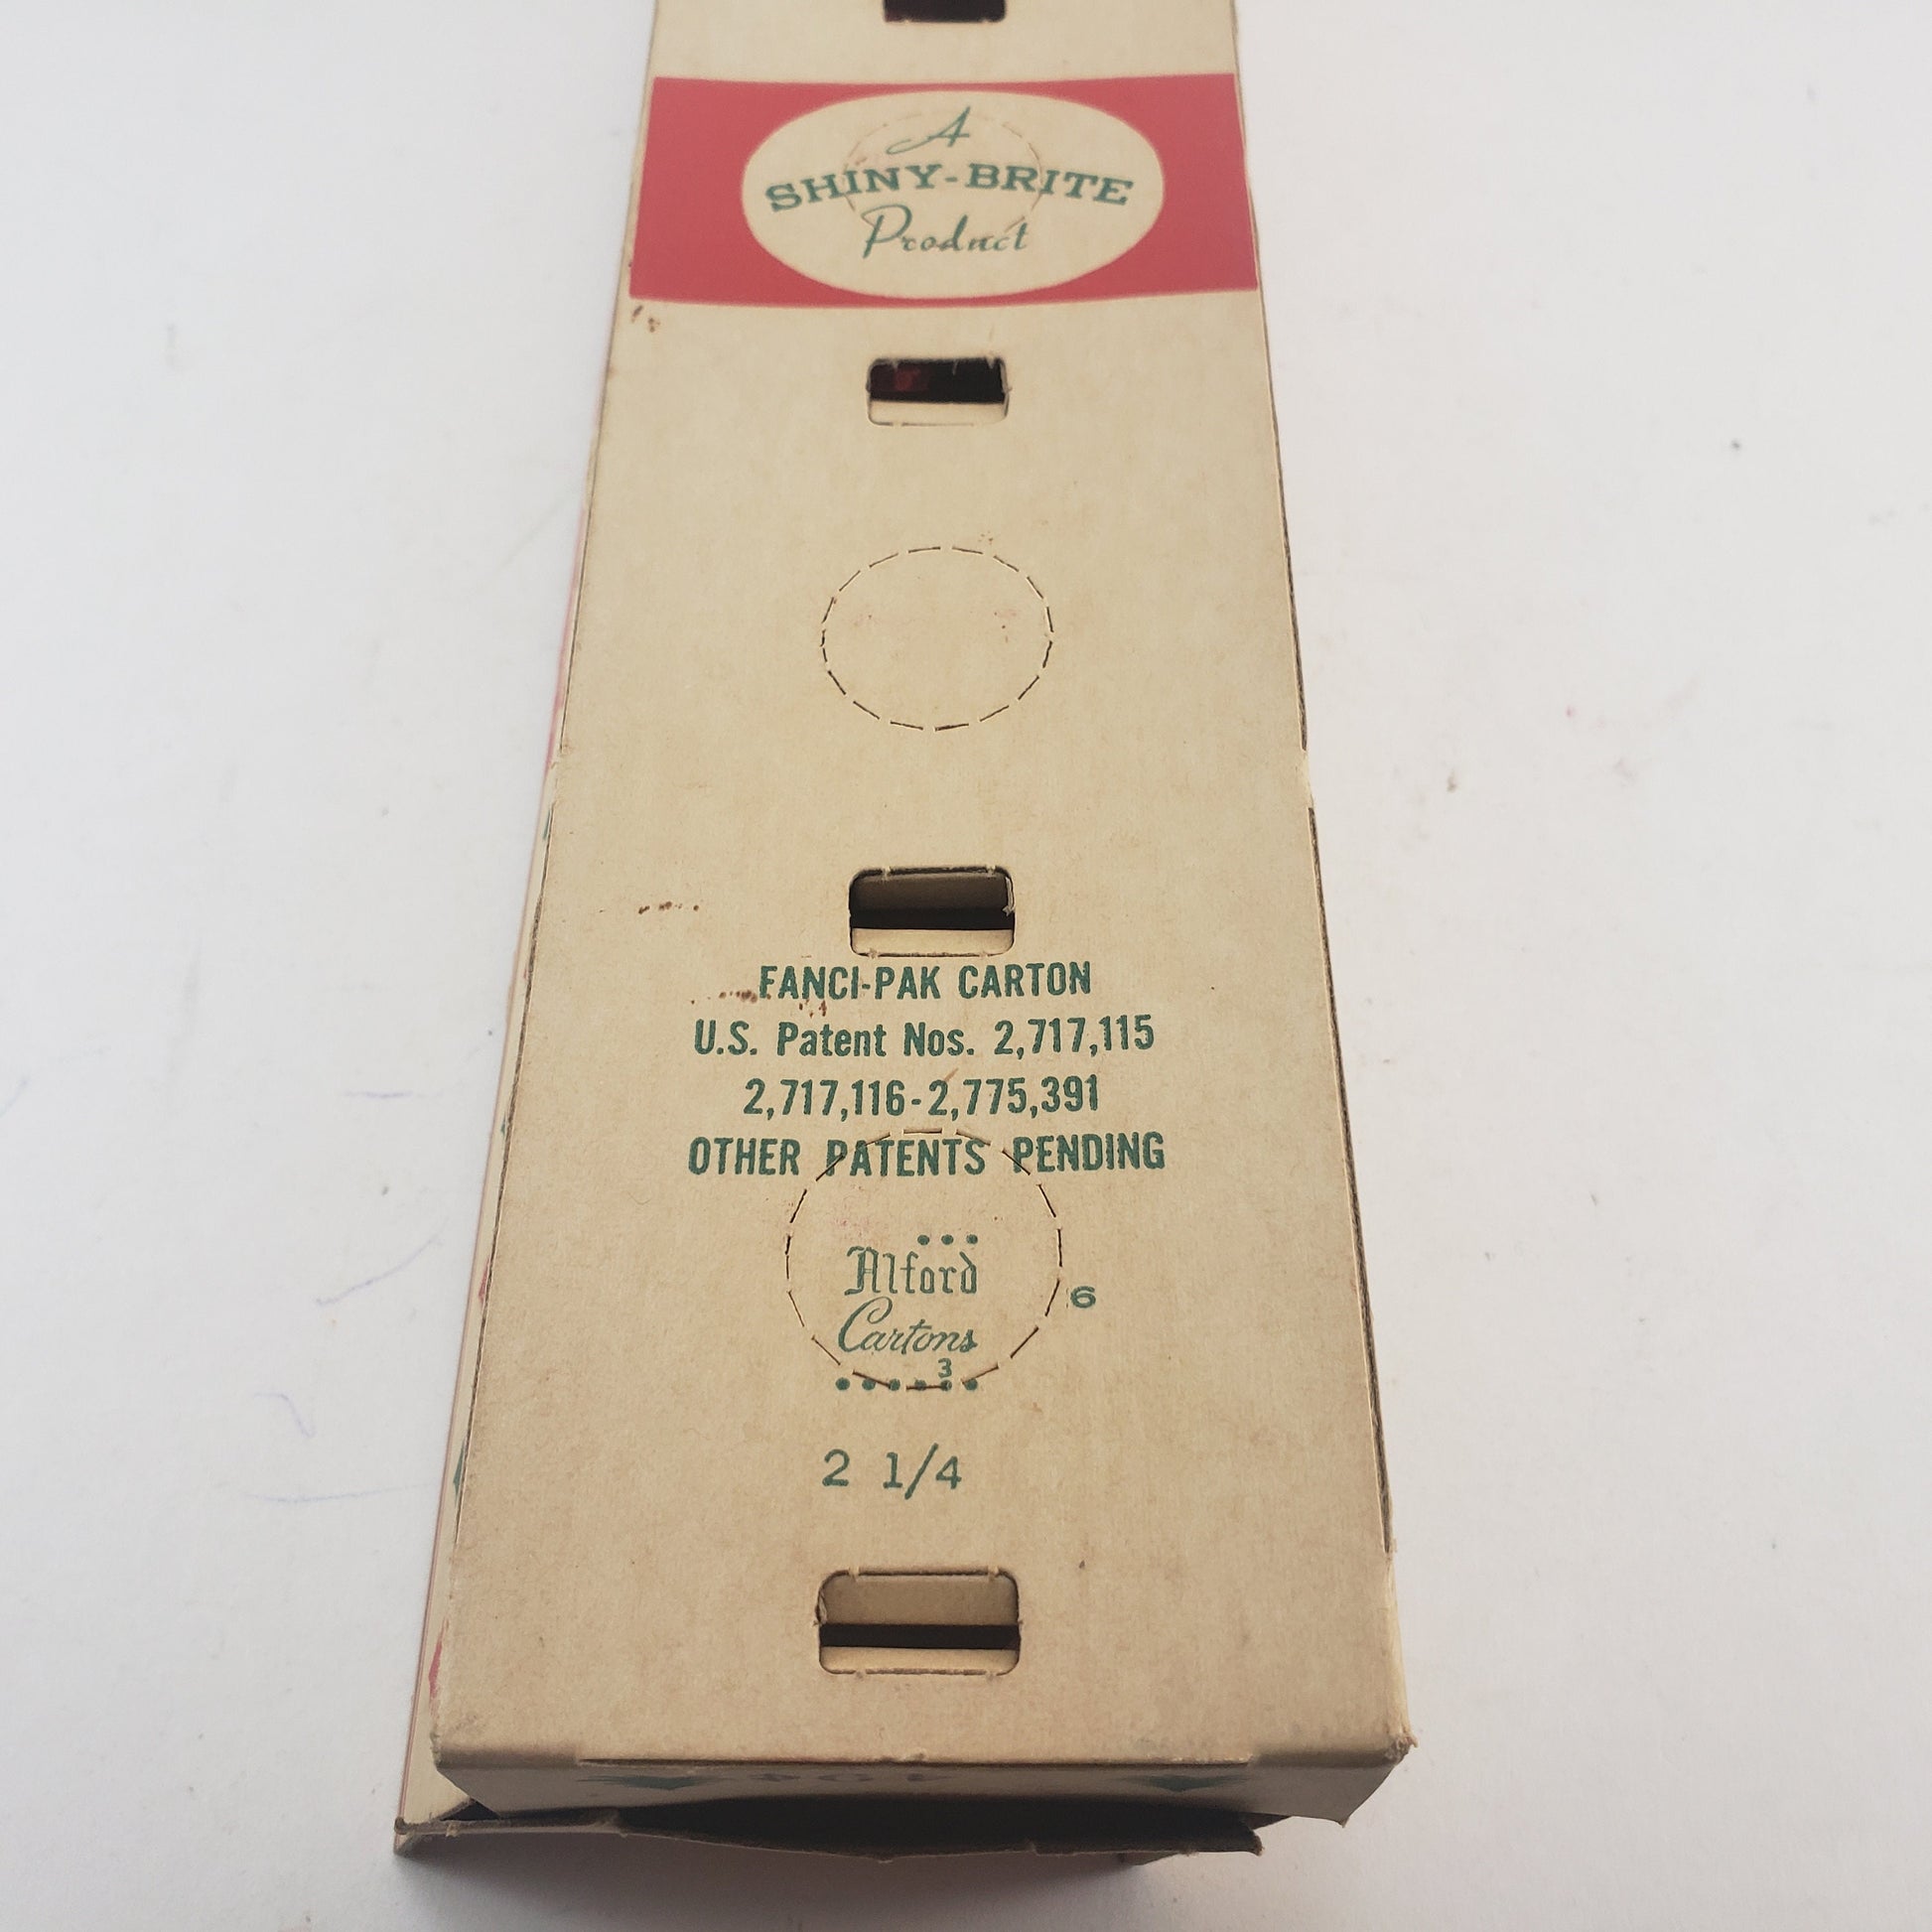 A
SHINY-BRITE
Product
FANCI-PAK CARTON
U.S. Patent Nos. 2,717,115
2,717,116-2,775,391
OTHER PATENTS PENDING
Alford
6
Cartons
3
2 1/4